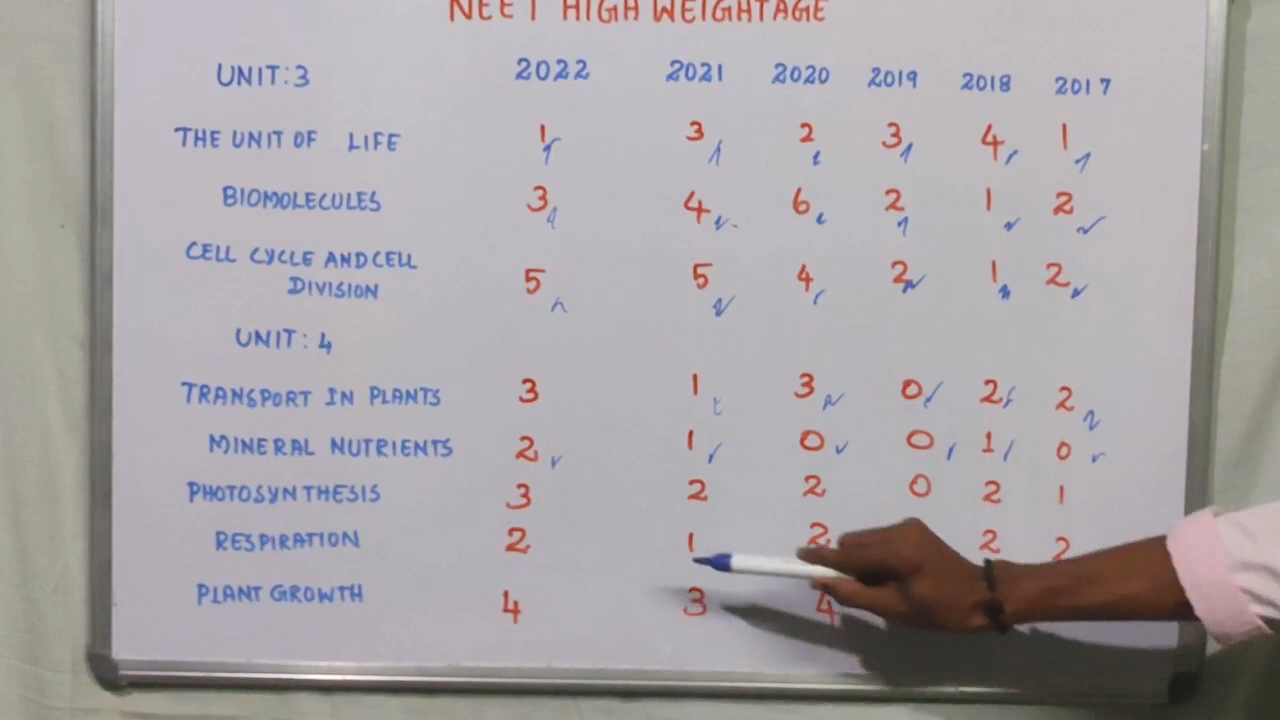 NEET HIGH WEIGHTAGE
UNIT:3 2022 2021 2020 2019 2018 2017
THE UNIT OF LIFE 1 3 2 3 4 1
BIOMOLECULES 3 4 6 2 1 2
CELL CYCLE AND CELL
DIVISION 5 5 4 2 1 2
UNIT: 4
TRANSPORT IN PLANTS 3 1 3 0 2 2
MINERAL NUTRIENTS 2 1 0 0 1 0
PHOTOSYNTHESIS 3 2 2 0 2 1
RESPIRATION 2 1 2 2 2
PLANT GROWTH 4 3 4